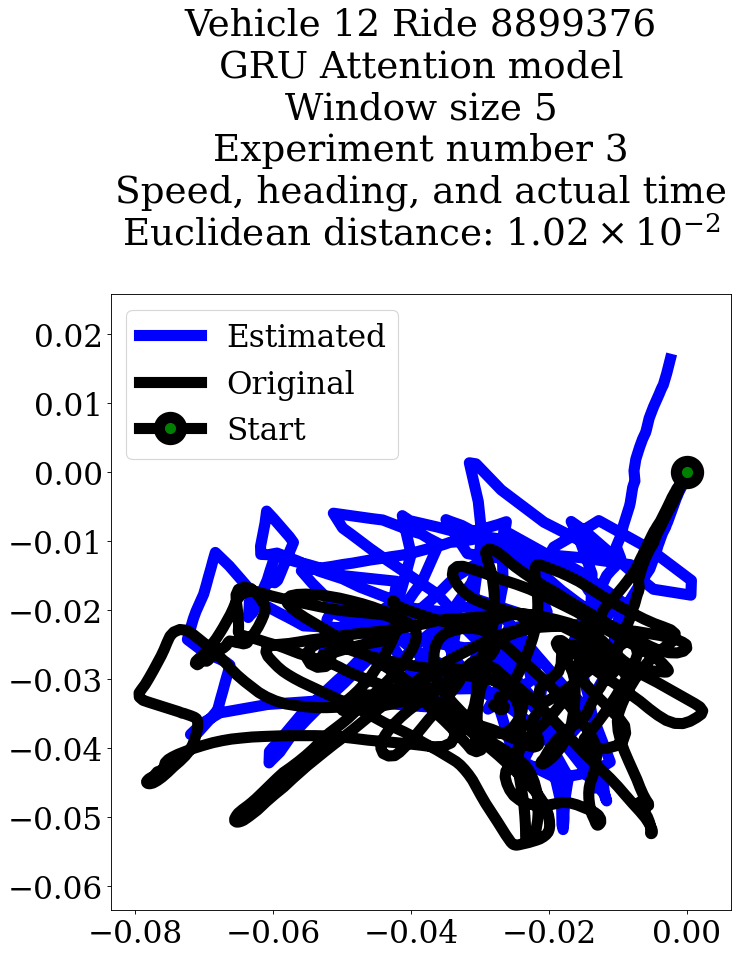 Vehicle 12 Ride 8899376
GRU Attention model
Window size 5
Experiment number 3
Speed, heading, and actual time
Euclidean distance: 1.02 × 10⁻²
Estimated
Original
Start
0.02
0.01
0.00
−0.01
−0.02
−0.03
−0.04
−0.05
−0.06
−0.08 −0.06 −0.04 −0.02 0.00